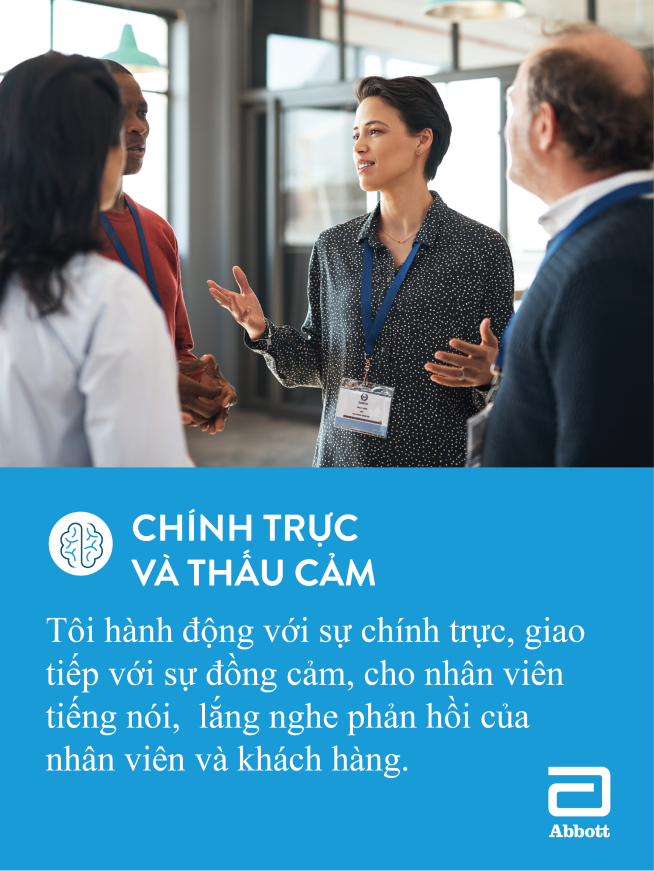 CHÍNH TRỰC
VÀ THẤU CẢM
Tôi hành động với sự chính trực, giao
tiếp với sự đồng cảm, cho nhân viên
tiếng nói,  lắng nghe phản hồi của
nhân viên và khách hàng.
Abbott